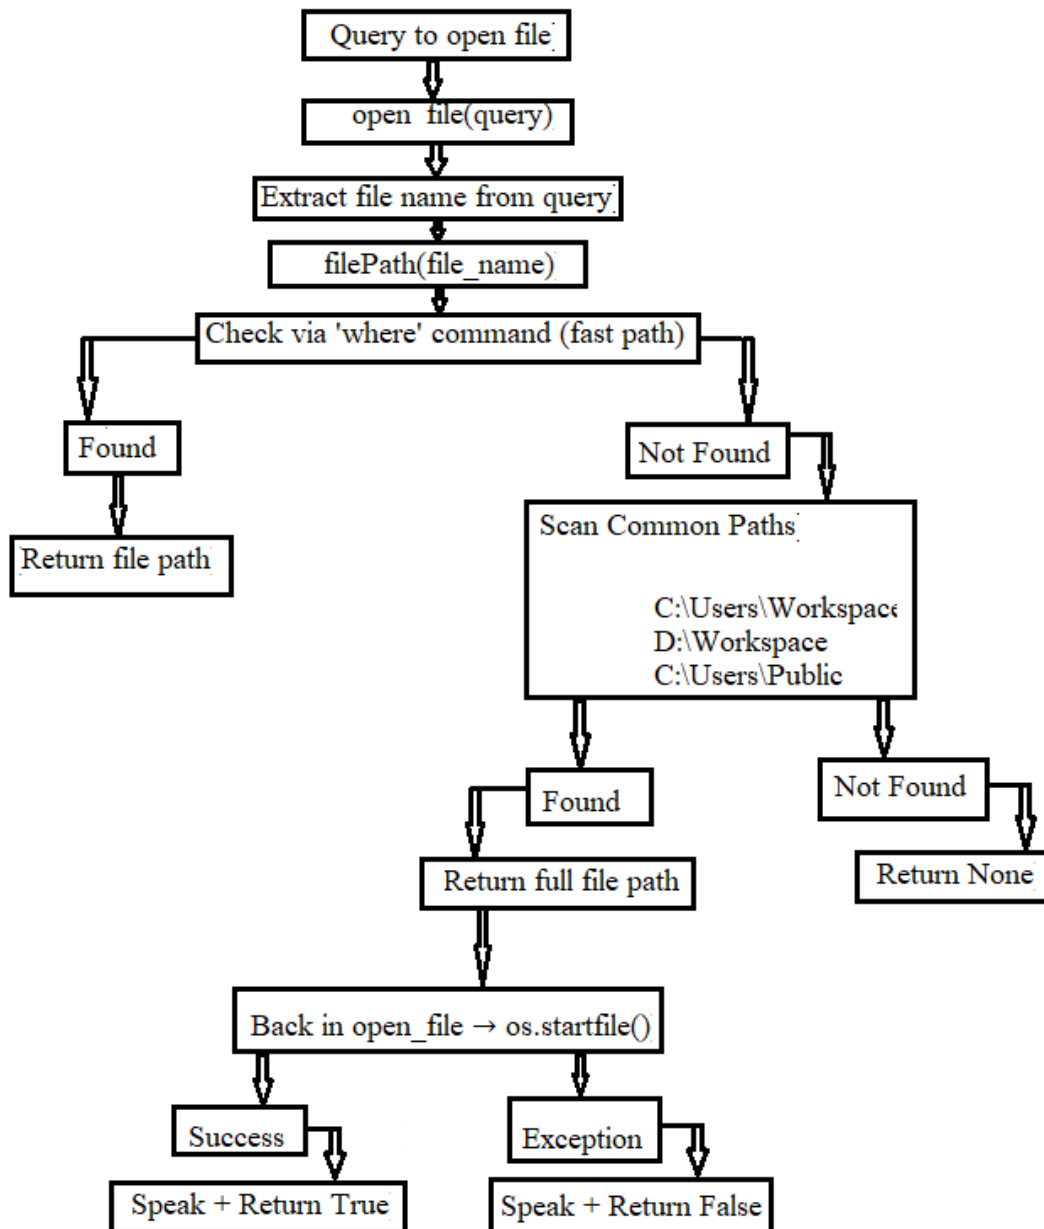 Query to open file
open file(query)
Extract file name from query
filePath(file_name)
Check via 'where' command (fast path)
Found
Not Found
Return file path
Scan Common Paths
C:\Users\Workspace
D:\Workspace
C:\Users\Public
Found
Not Found
Return full file path
Return None
Back in open_file → os.startfile()
Success
Exception
Speak + Return True
Speak + Return False